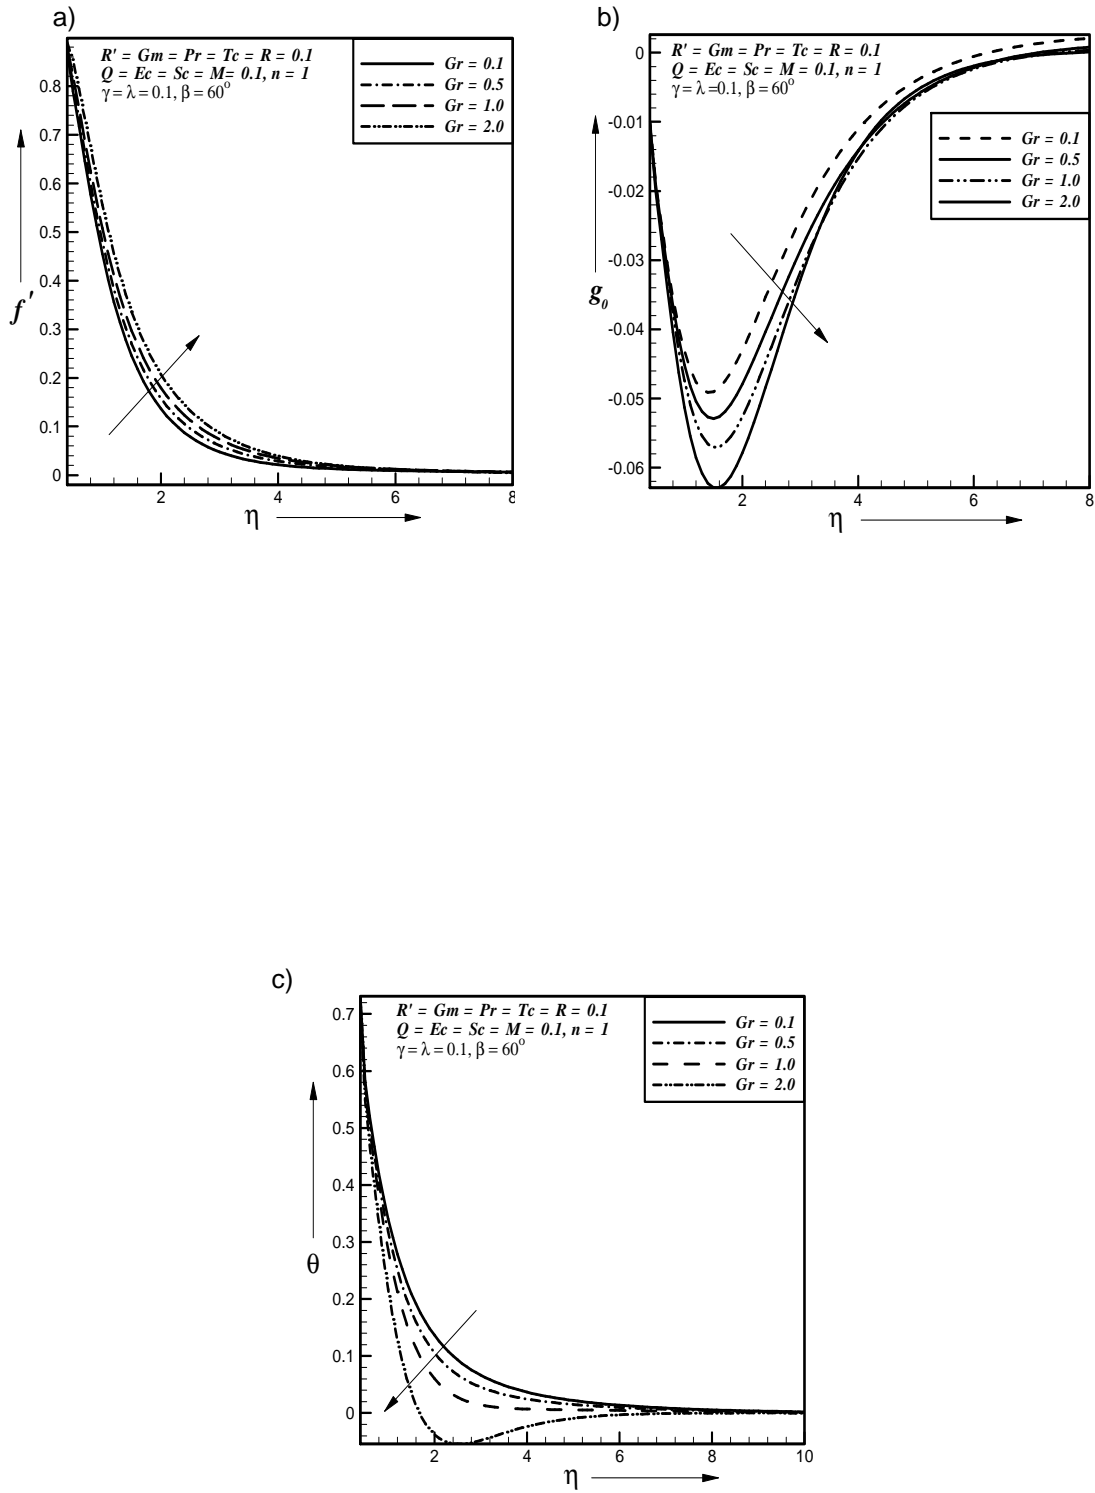 a)
R' = Gm = Pr = Tc = R = 0.1
Q = Ec = Sc = M = 0.1, n = 1
γ = λ = 0.1, β = 60°
Gr = 0.1
Gr = 0.5
Gr = 1.0
Gr = 2.0
0.8
0.7
0.6
0.5
0.4
0.3
0.2
0.1
0
f'
2 4 6 8
η
b)
R' = Gm = Pr = Tc = R = 0.1
Q = Ec = Sc = M = 0.1, n = 1
γ = λ =0.1, β = 60°
Gr = 0.1
Gr = 0.5
Gr = 1.0
Gr = 2.0
0
-0.01
-0.02
-0.03
-0.04
-0.05
-0.06
g₀
2 4 6 8
η
c)
R' = Gm = Pr = Tc = R = 0.1
Q = Ec = Sc = M = 0.1, n = 1
γ = λ = 0.1, β = 60°
Gr = 0.1
Gr = 0.5
Gr = 1.0
Gr = 2.0
0.7
0.6
0.5
0.4
0.3
0.2
0.1
0
θ
2 4 6 8 10
η